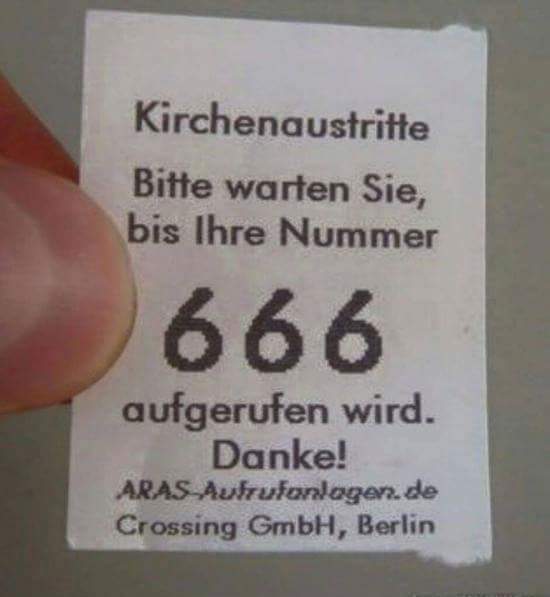 Kirchenaustritte
Bitte warten Sie,
bis Ihre Nummer
666
aufgerufen wird.
Danke!
ARAS-Aufrufanlagen.de
Crossing GmbH, Berlin